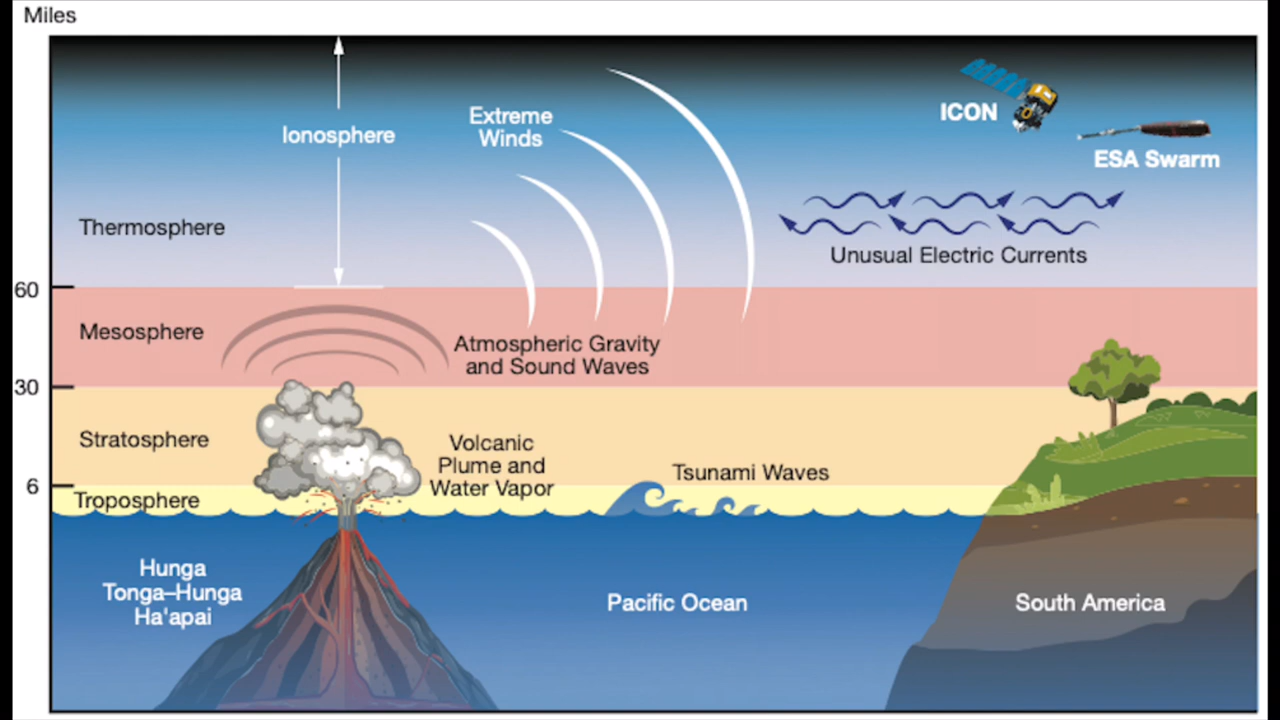 Miles
Ionosphere
Extreme
Winds
ICON
ESA Swarm
Thermosphere
Unusual Electric Currents
60
Mesosphere
Atmospheric Gravity
and Sound Waves
30
Stratosphere
Volcanic
Plume and
Water Vapor
Tsunami Waves
6
Troposphere
Hunga
Tonga–Hunga
Ha'apai
Pacific Ocean
South America